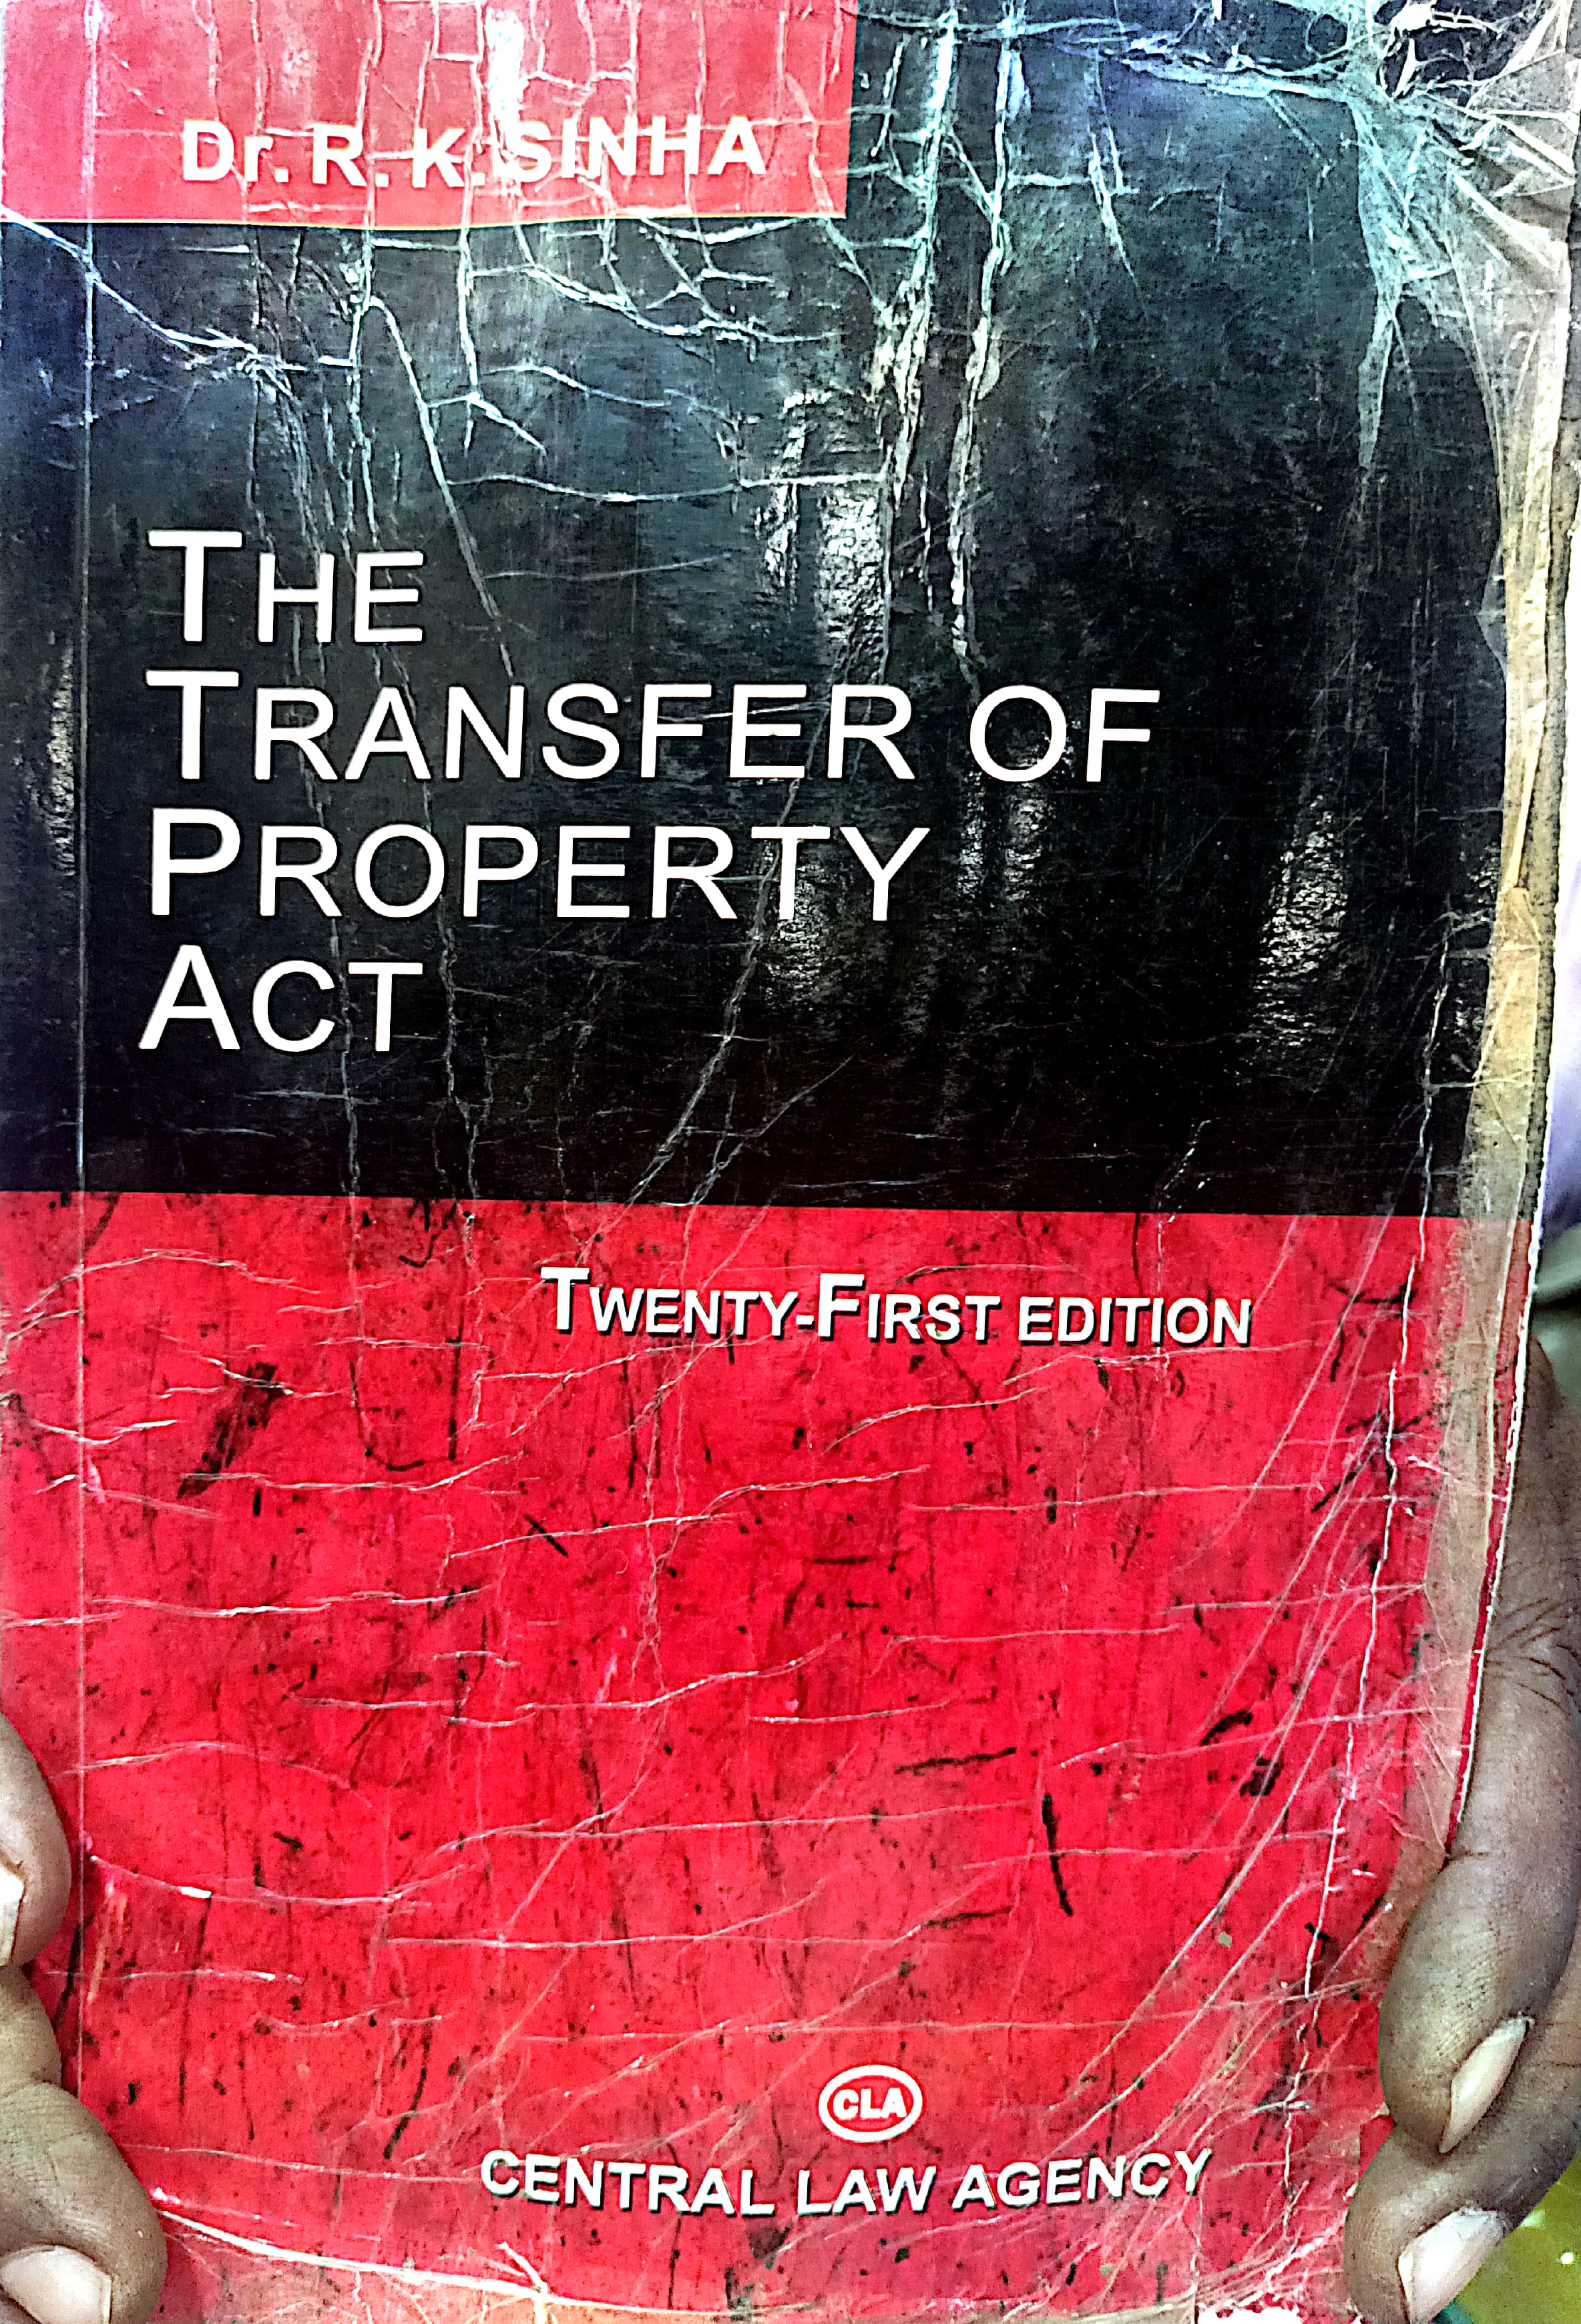 Dr. R. K. SINHA
THE
TRANSFER OF
PROPERTY
ACT
TWENTY-FIRST EDITION
CLA
CENTRAL LAW AGENCY